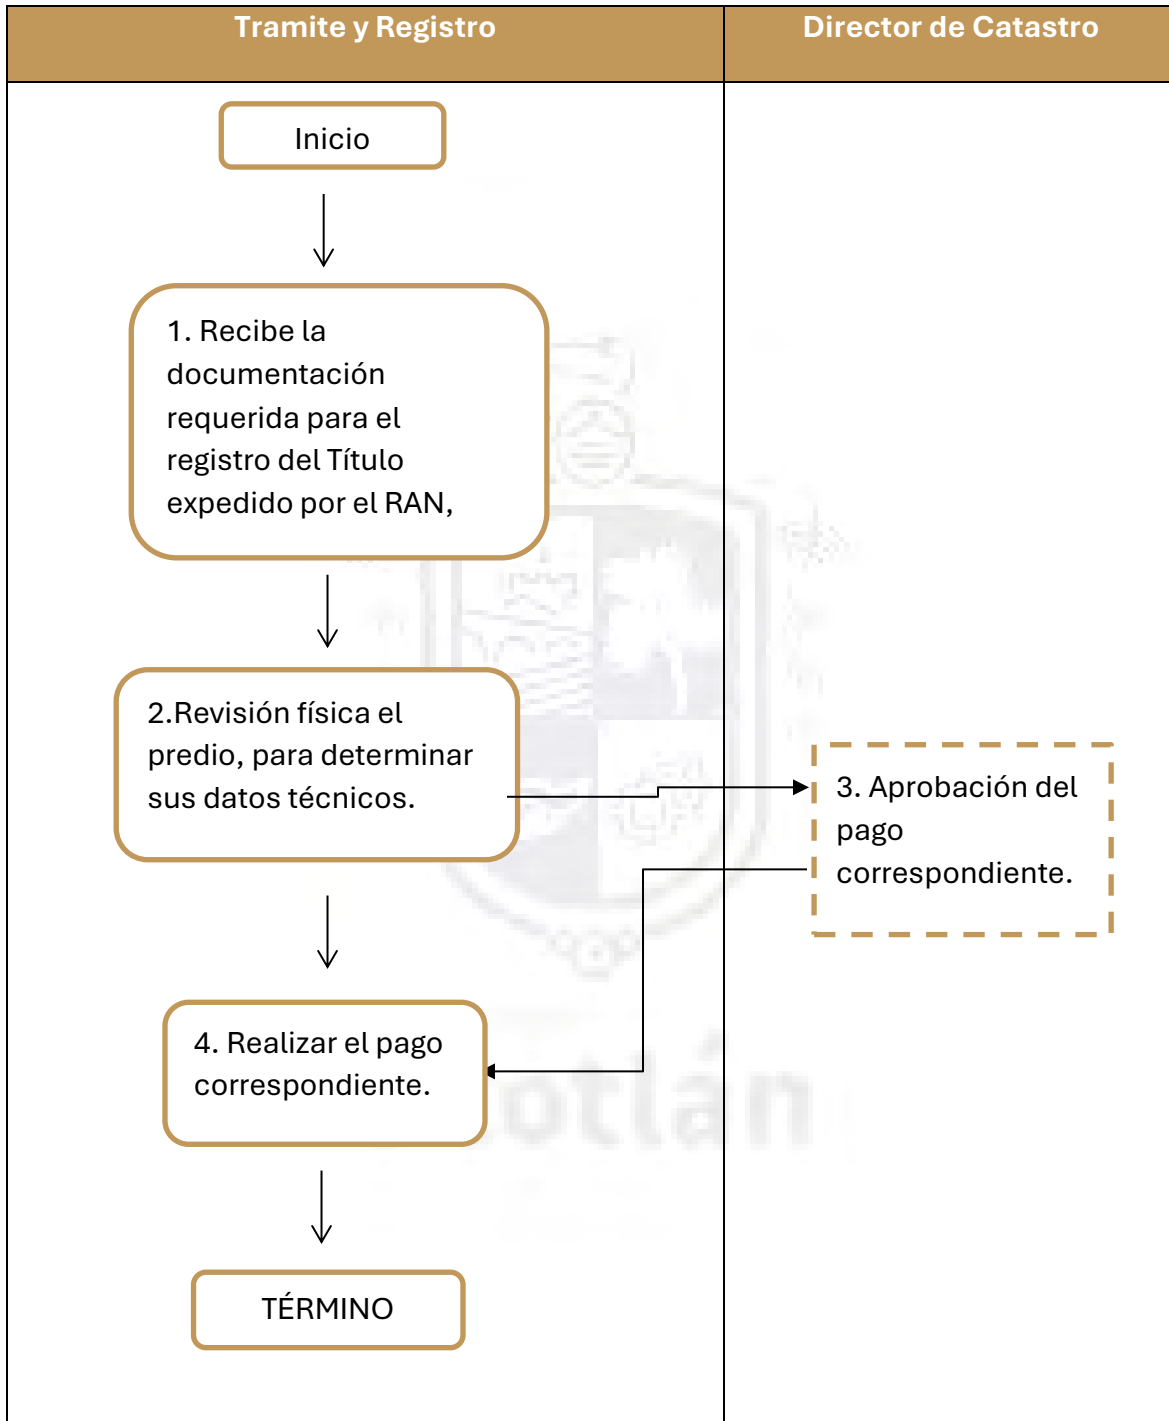 Tramite y Registro
Director de Catastro
Inicio
1. Recibe la
documentación
requerida para el
registro del Título
expedido por el RAN,
2.Revisión física el
predio, para determinar
sus datos técnicos.
3. Aprobación del
pago
correspondiente.
4. Realizar el pago
correspondiente.
otlán
TÉRMINO